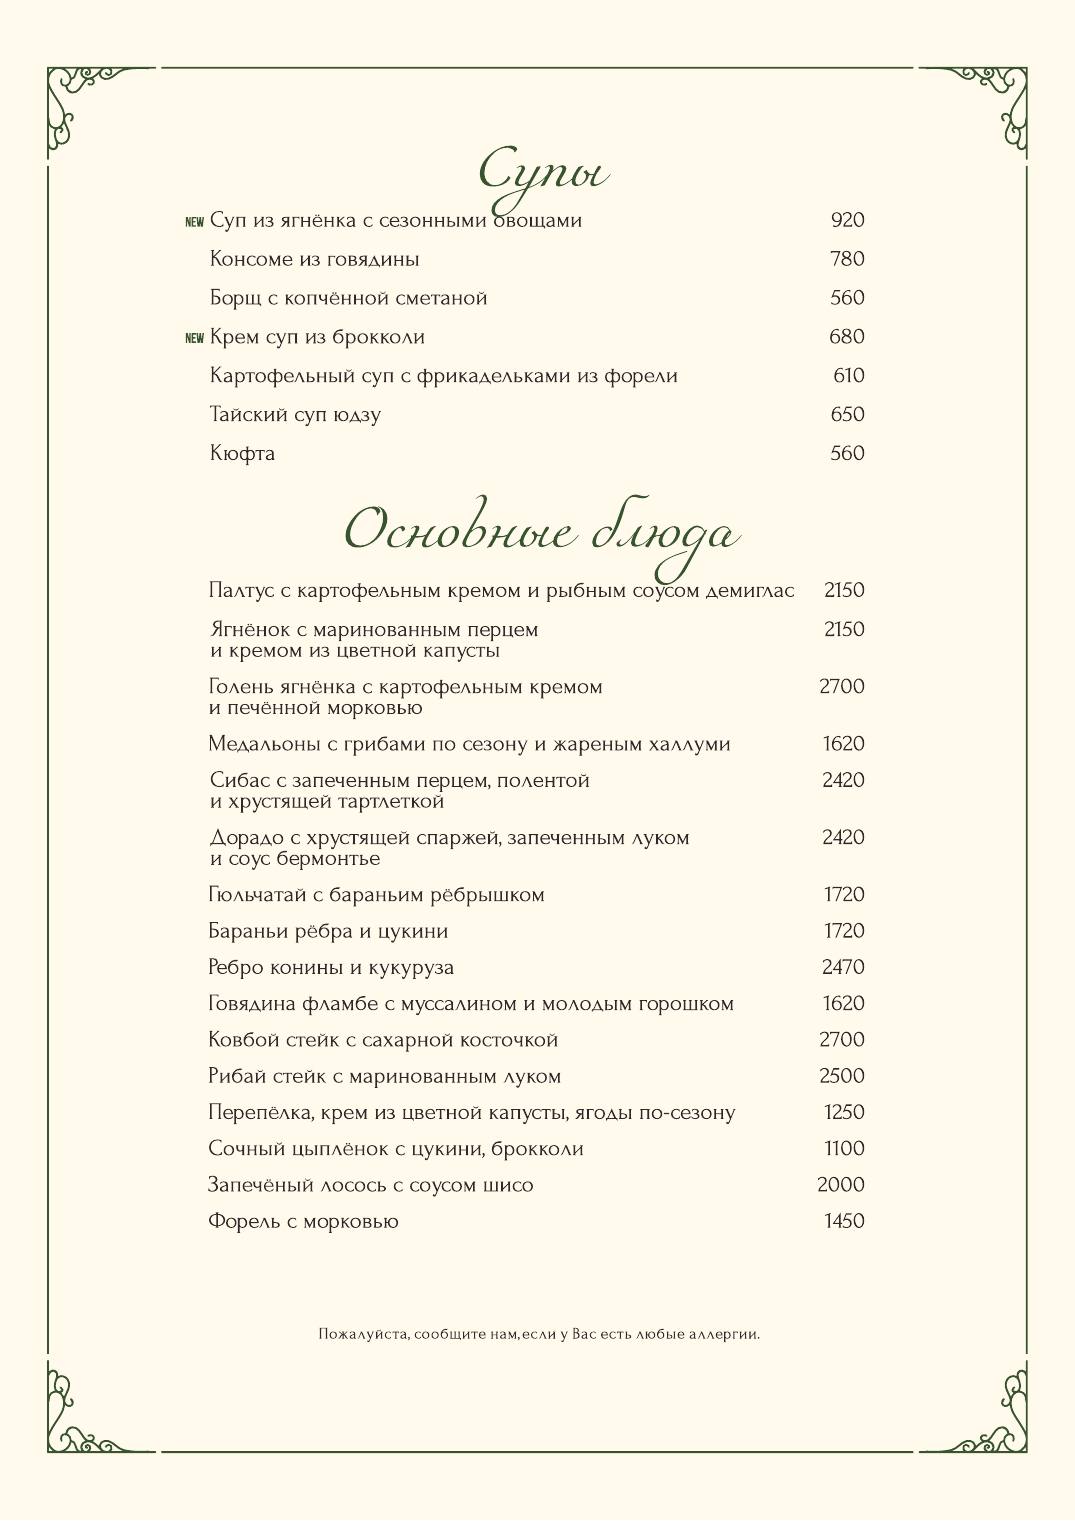 Супы
NEW Суп из ягнёнка с сезонными овощами 920
Консоме из говядины 780
Борщ с копчённой сметаной 560
NEW Крем суп из брокколи 680
Картофельный суп с фрикадельками из форели 610
Тайский суп юдзу 650
Кюфта 560
Основные блюда
Палтус с картофельным кремом и рыбным соусом демиглас 2150
Ягнёнок с маринованным перцем 2150
и кремом из цветной капусты
Голень ягнёнка с картофельным кремом 2700
и печённой морковью
Медальоны с грибами по сезону и жареным халлуми 1620
Сибас с запеченным перцем, полентой 2420
и хрустящей тартлеткой
Дорадо с хрустящей спаржей, запеченным луком 2420
и соус бермонтье
Гюльчатай с бараньим рёбрышком 1720
Бараньи рёбра и цукини 1720
Ребро конины и кукуруза 2470
Говядина фламбе с муссалином и молодым горошком 1620
Ковбой стейк с сахарной косточкой 2700
Рибай стейк с маринованным луком 2500
Перепёлка, крем из цветной капусты, ягоды по-сезону 1250
Сочный цыплёнок с цукини, брокколи 1100
Запечёный лосось с соусом шисо 2000
Форель с морковью 1450
Пожалуйста, сообщите нам,если у Вас есть любые аллергии.